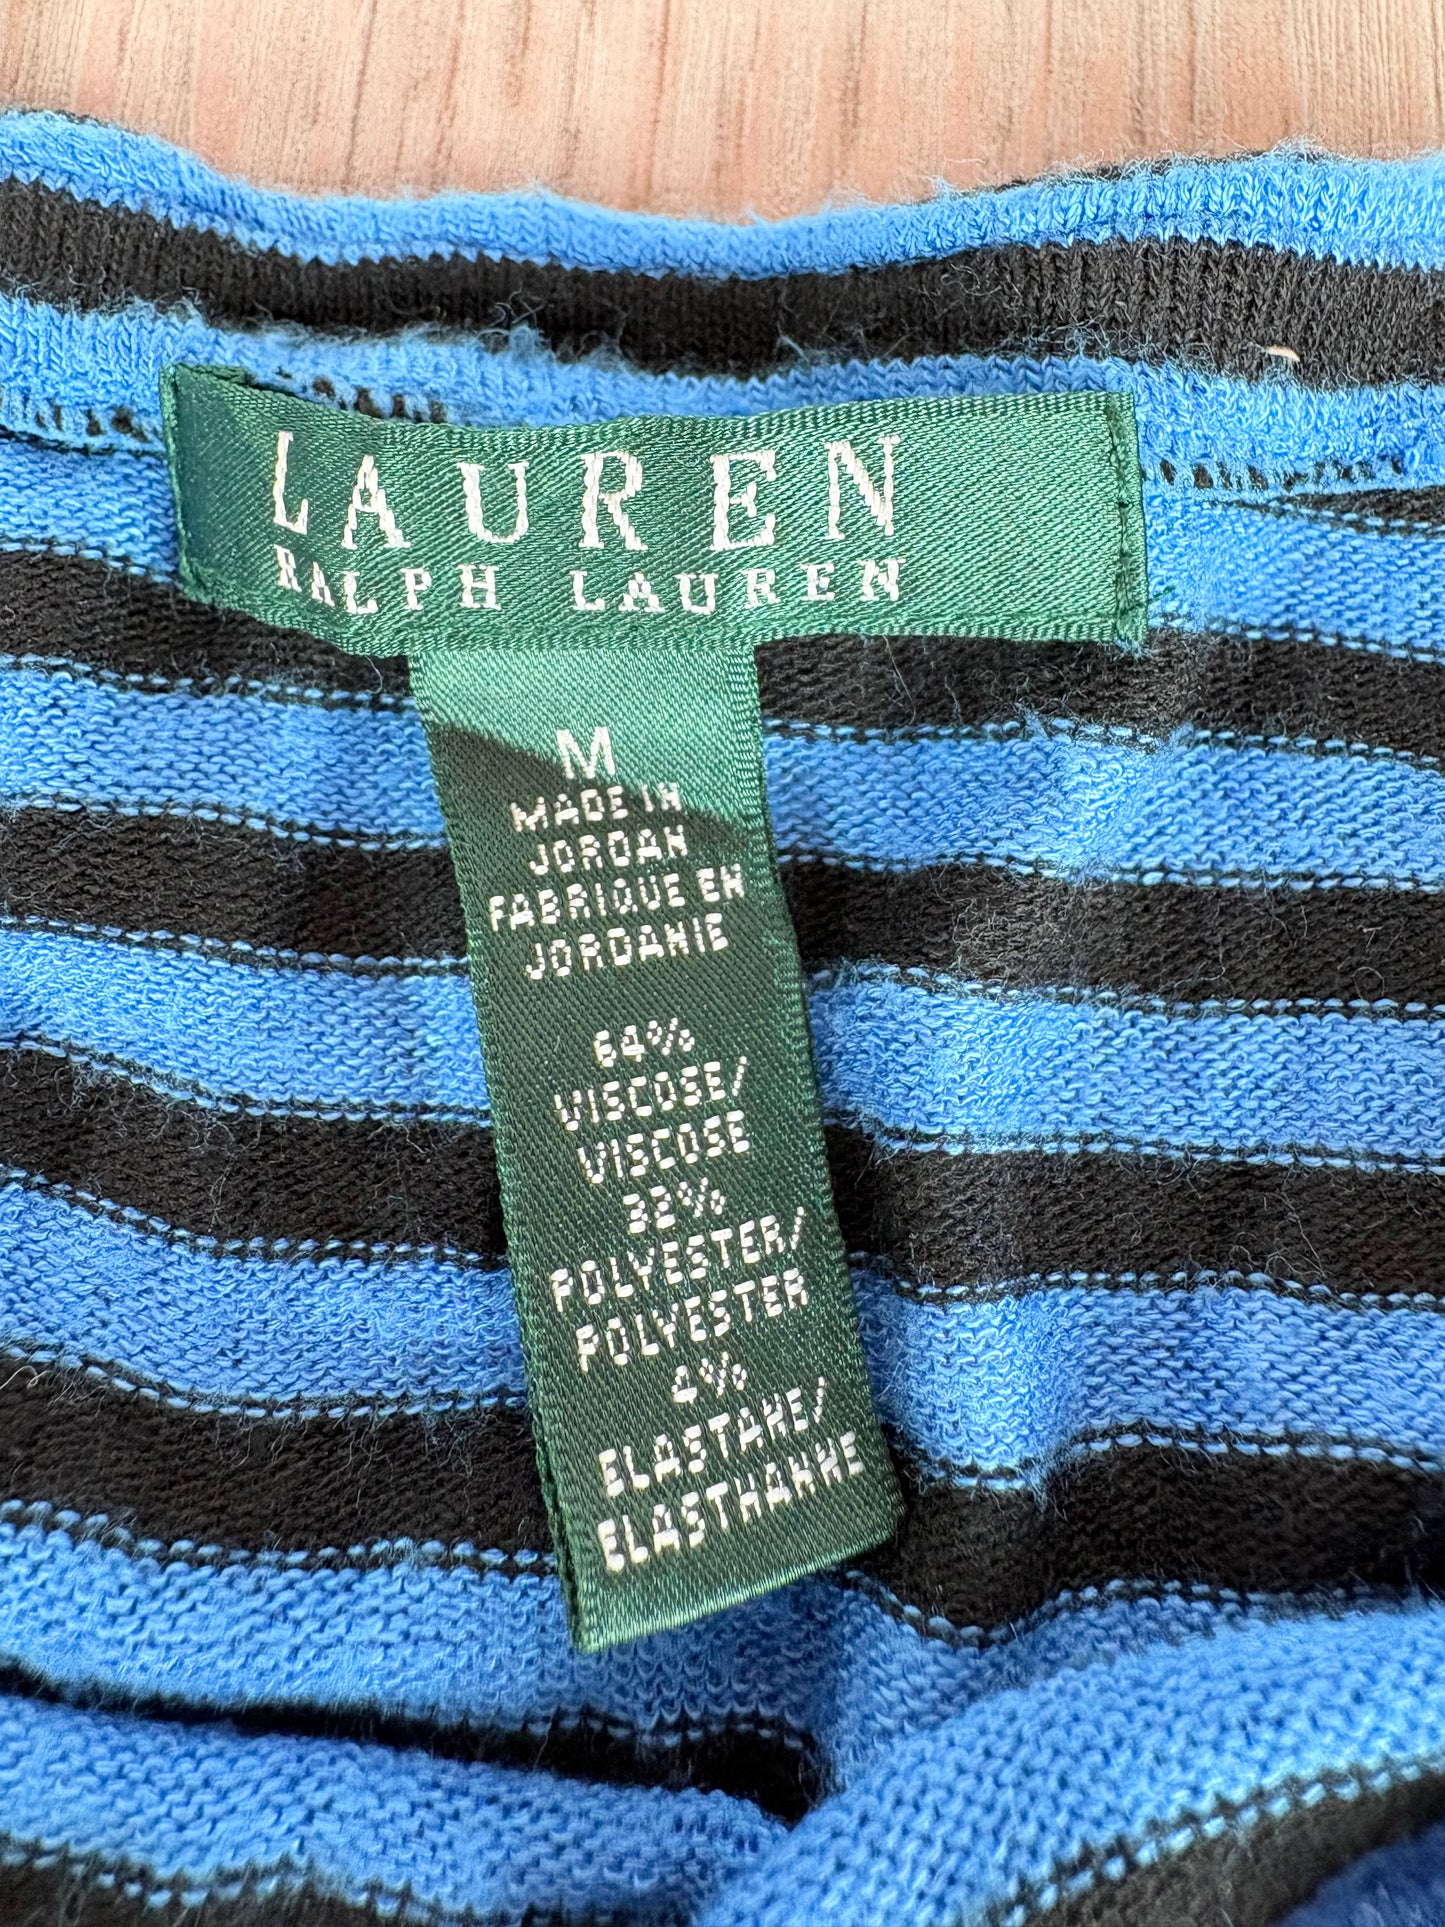 LAUREN
RALPH LAUREN
M
MADE IN
JORDAN
FABRIQUE EN
JORDANIE
64%
VISCOSE/
VISCOSE
32%
POLYESTER/
POLYESTER
4%
ELASTANE/
ELASTHANNE